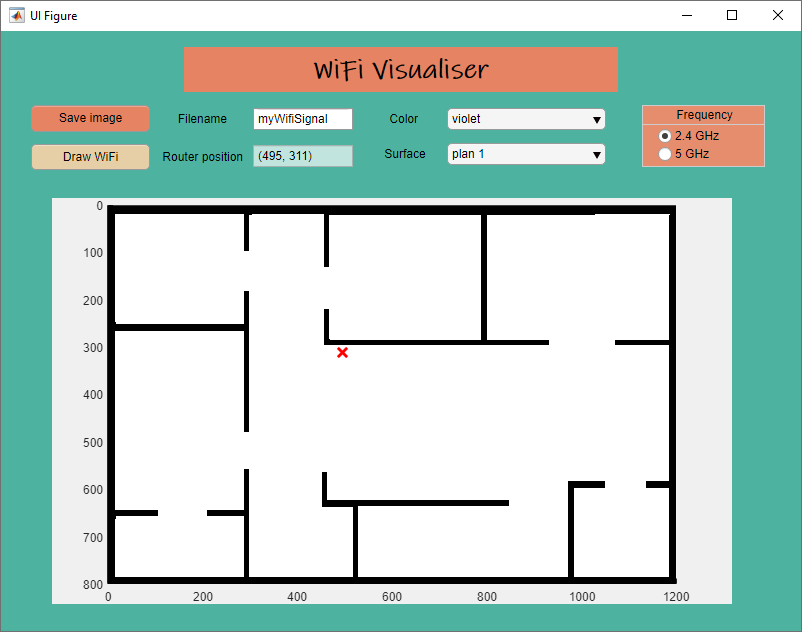 UI Figure
WiFi Visualiser
Save image
Filename
myWifiSignal
Color
violet
Frequency
2.4 GHz
5 GHz
Draw WiFi
Router position
(495, 311)
Surface
plan 1
0
100
200
300
400
500
600
700
800
0 200 400 600 800 1000 1200